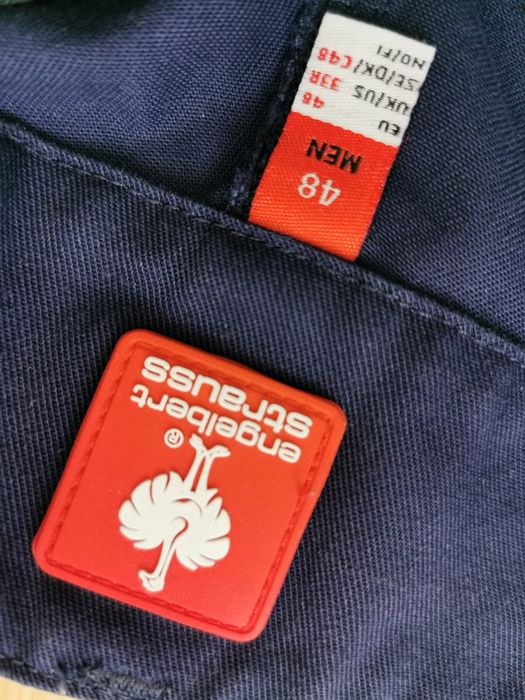 ®
engelbert
strauss
48
MEN
EU 48
UK/US 33R
SE/DK/ C48
NO/FI